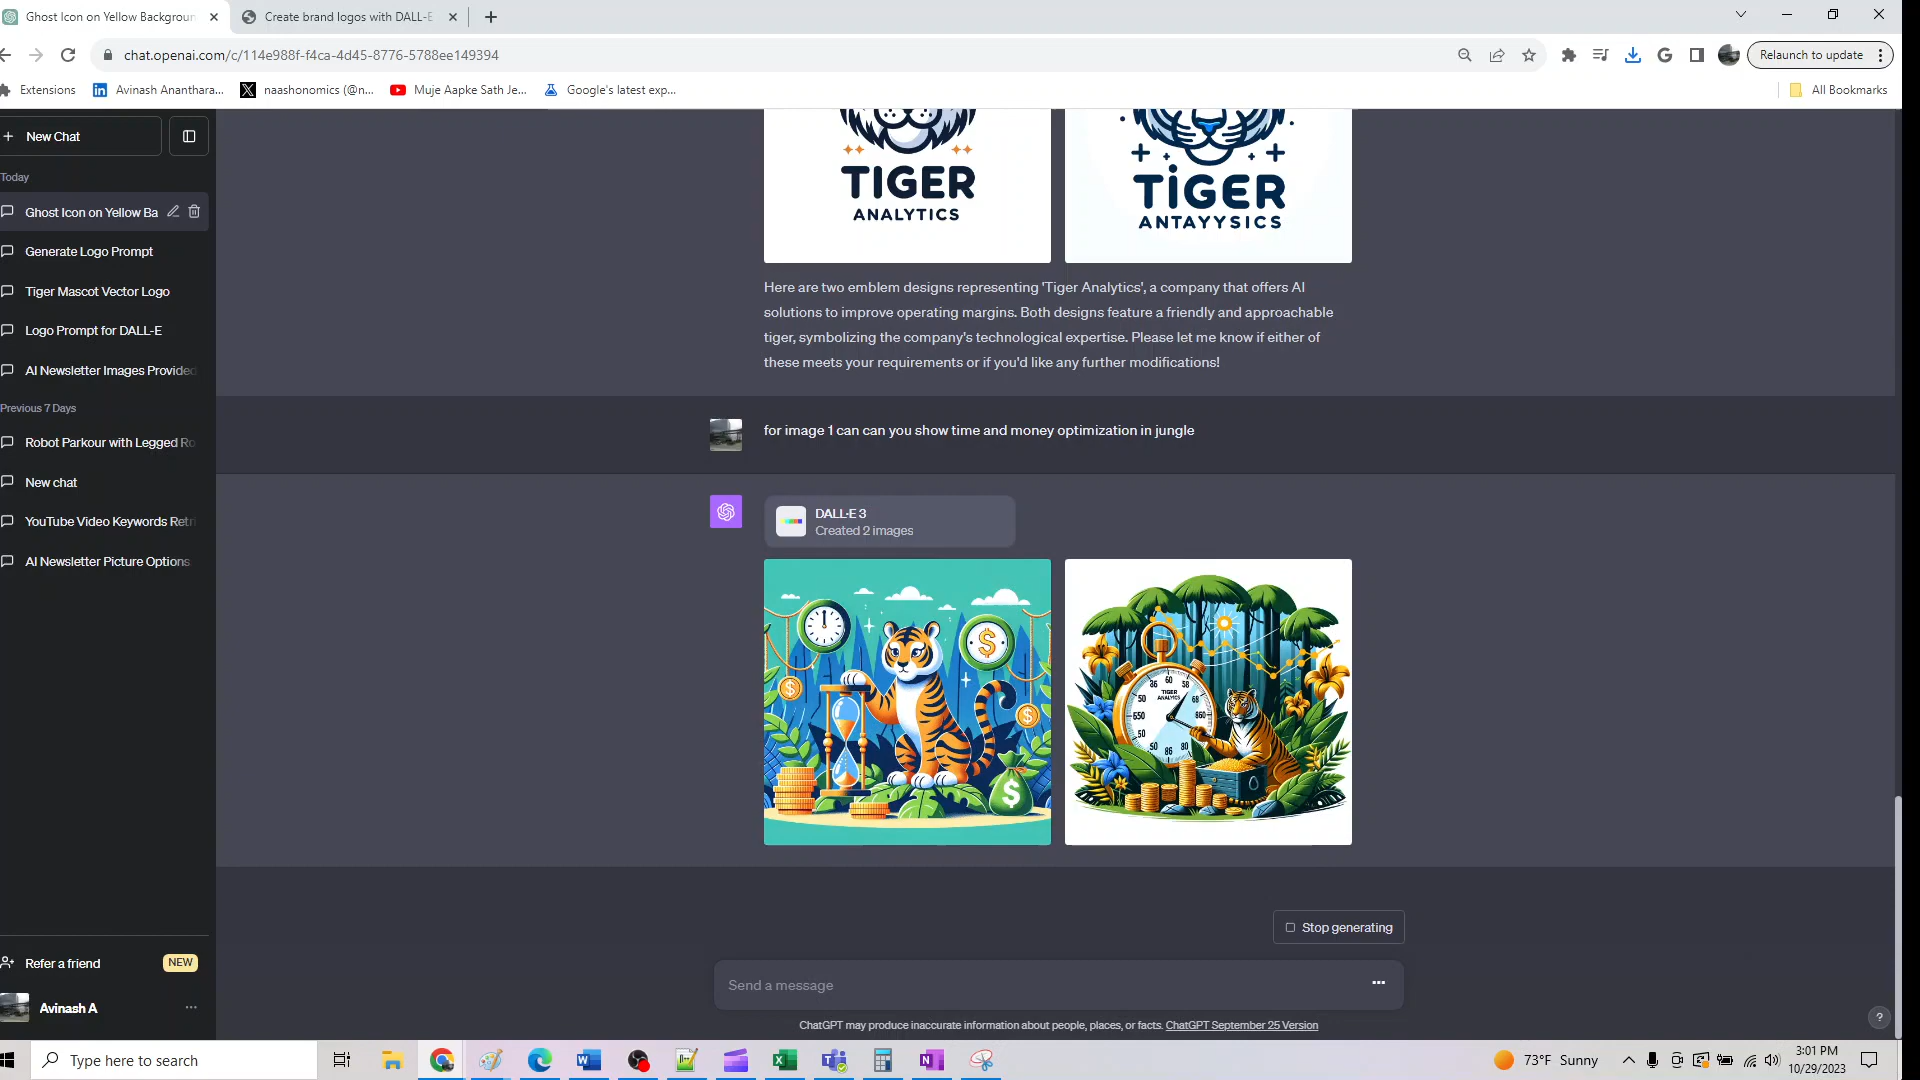 Ghost Icon on Yellow Backgroun
Create brand logos with DALL-E
chat.openai.com/c/114e988f-f4ca-4d45-8776-5788ee149394
Relaunch to update
Extensions
Avinash Ananthara...
naashonomics (@n...
Muje Aapke Sath Je...
Google's latest exp...
All Bookmarks
New Chat
Today
Ghost Icon on Yellow Ba
Generate Logo Prompt
Tiger Mascot Vector Logo
Logo Prompt for DALL-E
AI Newsletter Images Provided
Previous 7 Days
Robot Parkour with Legged Ro
New chat
YouTube Video Keywords Retri
AI Newsletter Picture Options
Refer a friend
NEW
Avinash A
TIGER
ANALYTICS
TIGER
ANTAYYSICS
Here are two emblem designs representing 'Tiger Analytics', a company that offers AI
solutions to improve operating margins. Both designs feature a friendly and approachable
tiger, symbolizing the company's technological expertise. Please let me know if either of
these meets your requirements or if you'd like any further modifications!
for image 1 can can you show time and money optimization in jungle
DALL·E 3
Created 2 images
$
$
$
$
60
TIGER
ANALYTICS
50
86
80
Stop generating
Send a message
ChatGPT may produce inaccurate information about people, places, or facts. ChatGPT September 25 Version
?
Type here to search
73°F Sunny
3:01 PM
10/29/2023